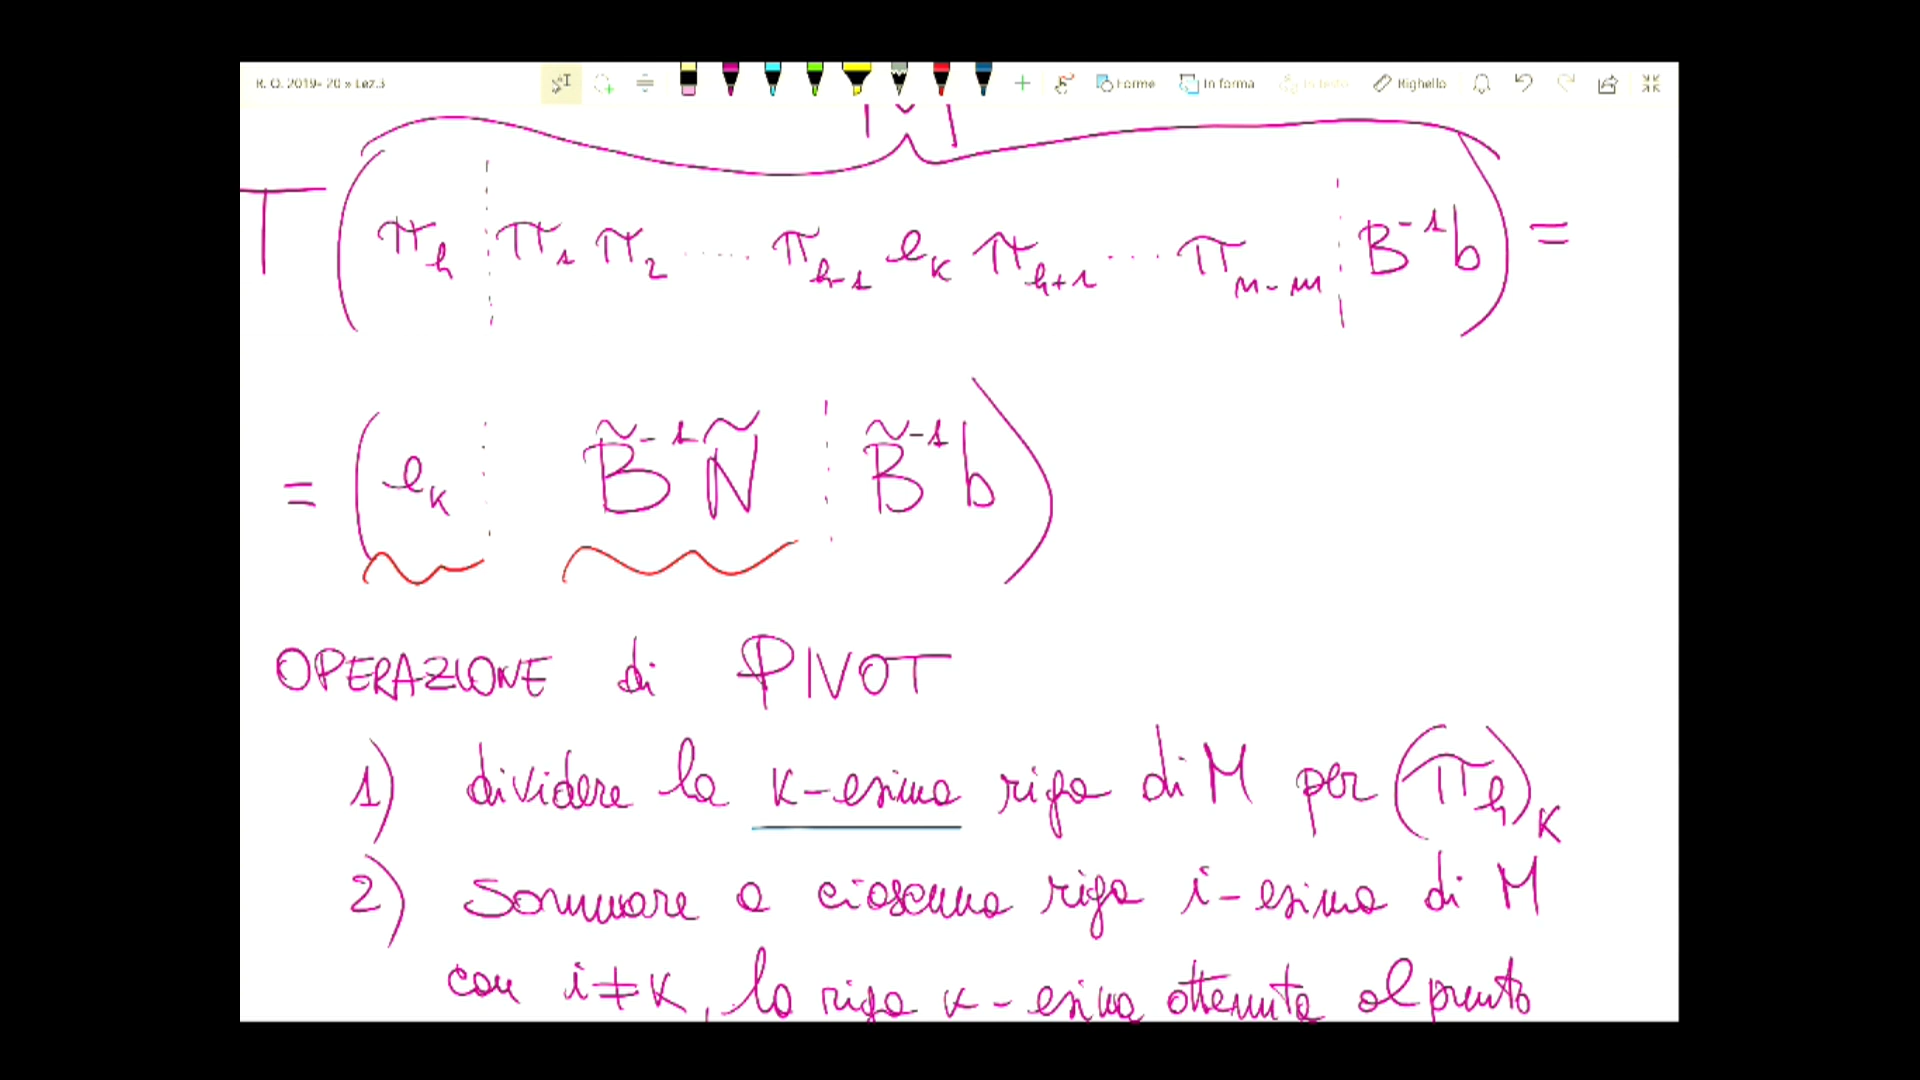 R. O. 2019-20 » Lez.3 Forme In forma In testo Righello
M
T ( π_h ⋮ π_1 π_2 ..... π_{h-1} e_k π_{h+1} ..... π_{n-m} ⋮ B^{-1}b ) =
= ( e_k ⋮ B̃^{-1}Ñ ⋮ B̃^{-1}b )
OPERAZIONE di PIVOT
1) dividere la k-esima riga di M per (π_h)_k
2) Sommare a ciascuna riga i-esima di M
con i≠k, la riga k-esima ottenuta al punto